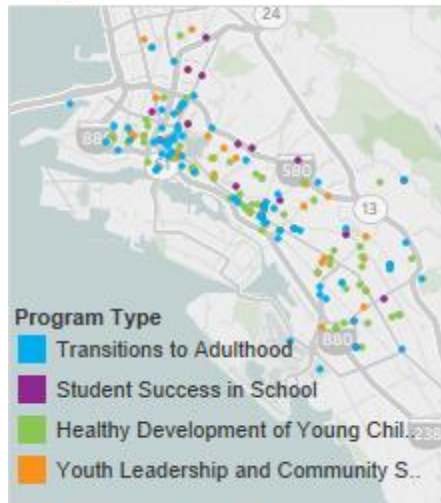 24
880
580
13
Program Type
Transitions to Adulthood
Student Success in School
Healthy Development of Young Chil..
880
Youth Leadership and Community S..
238